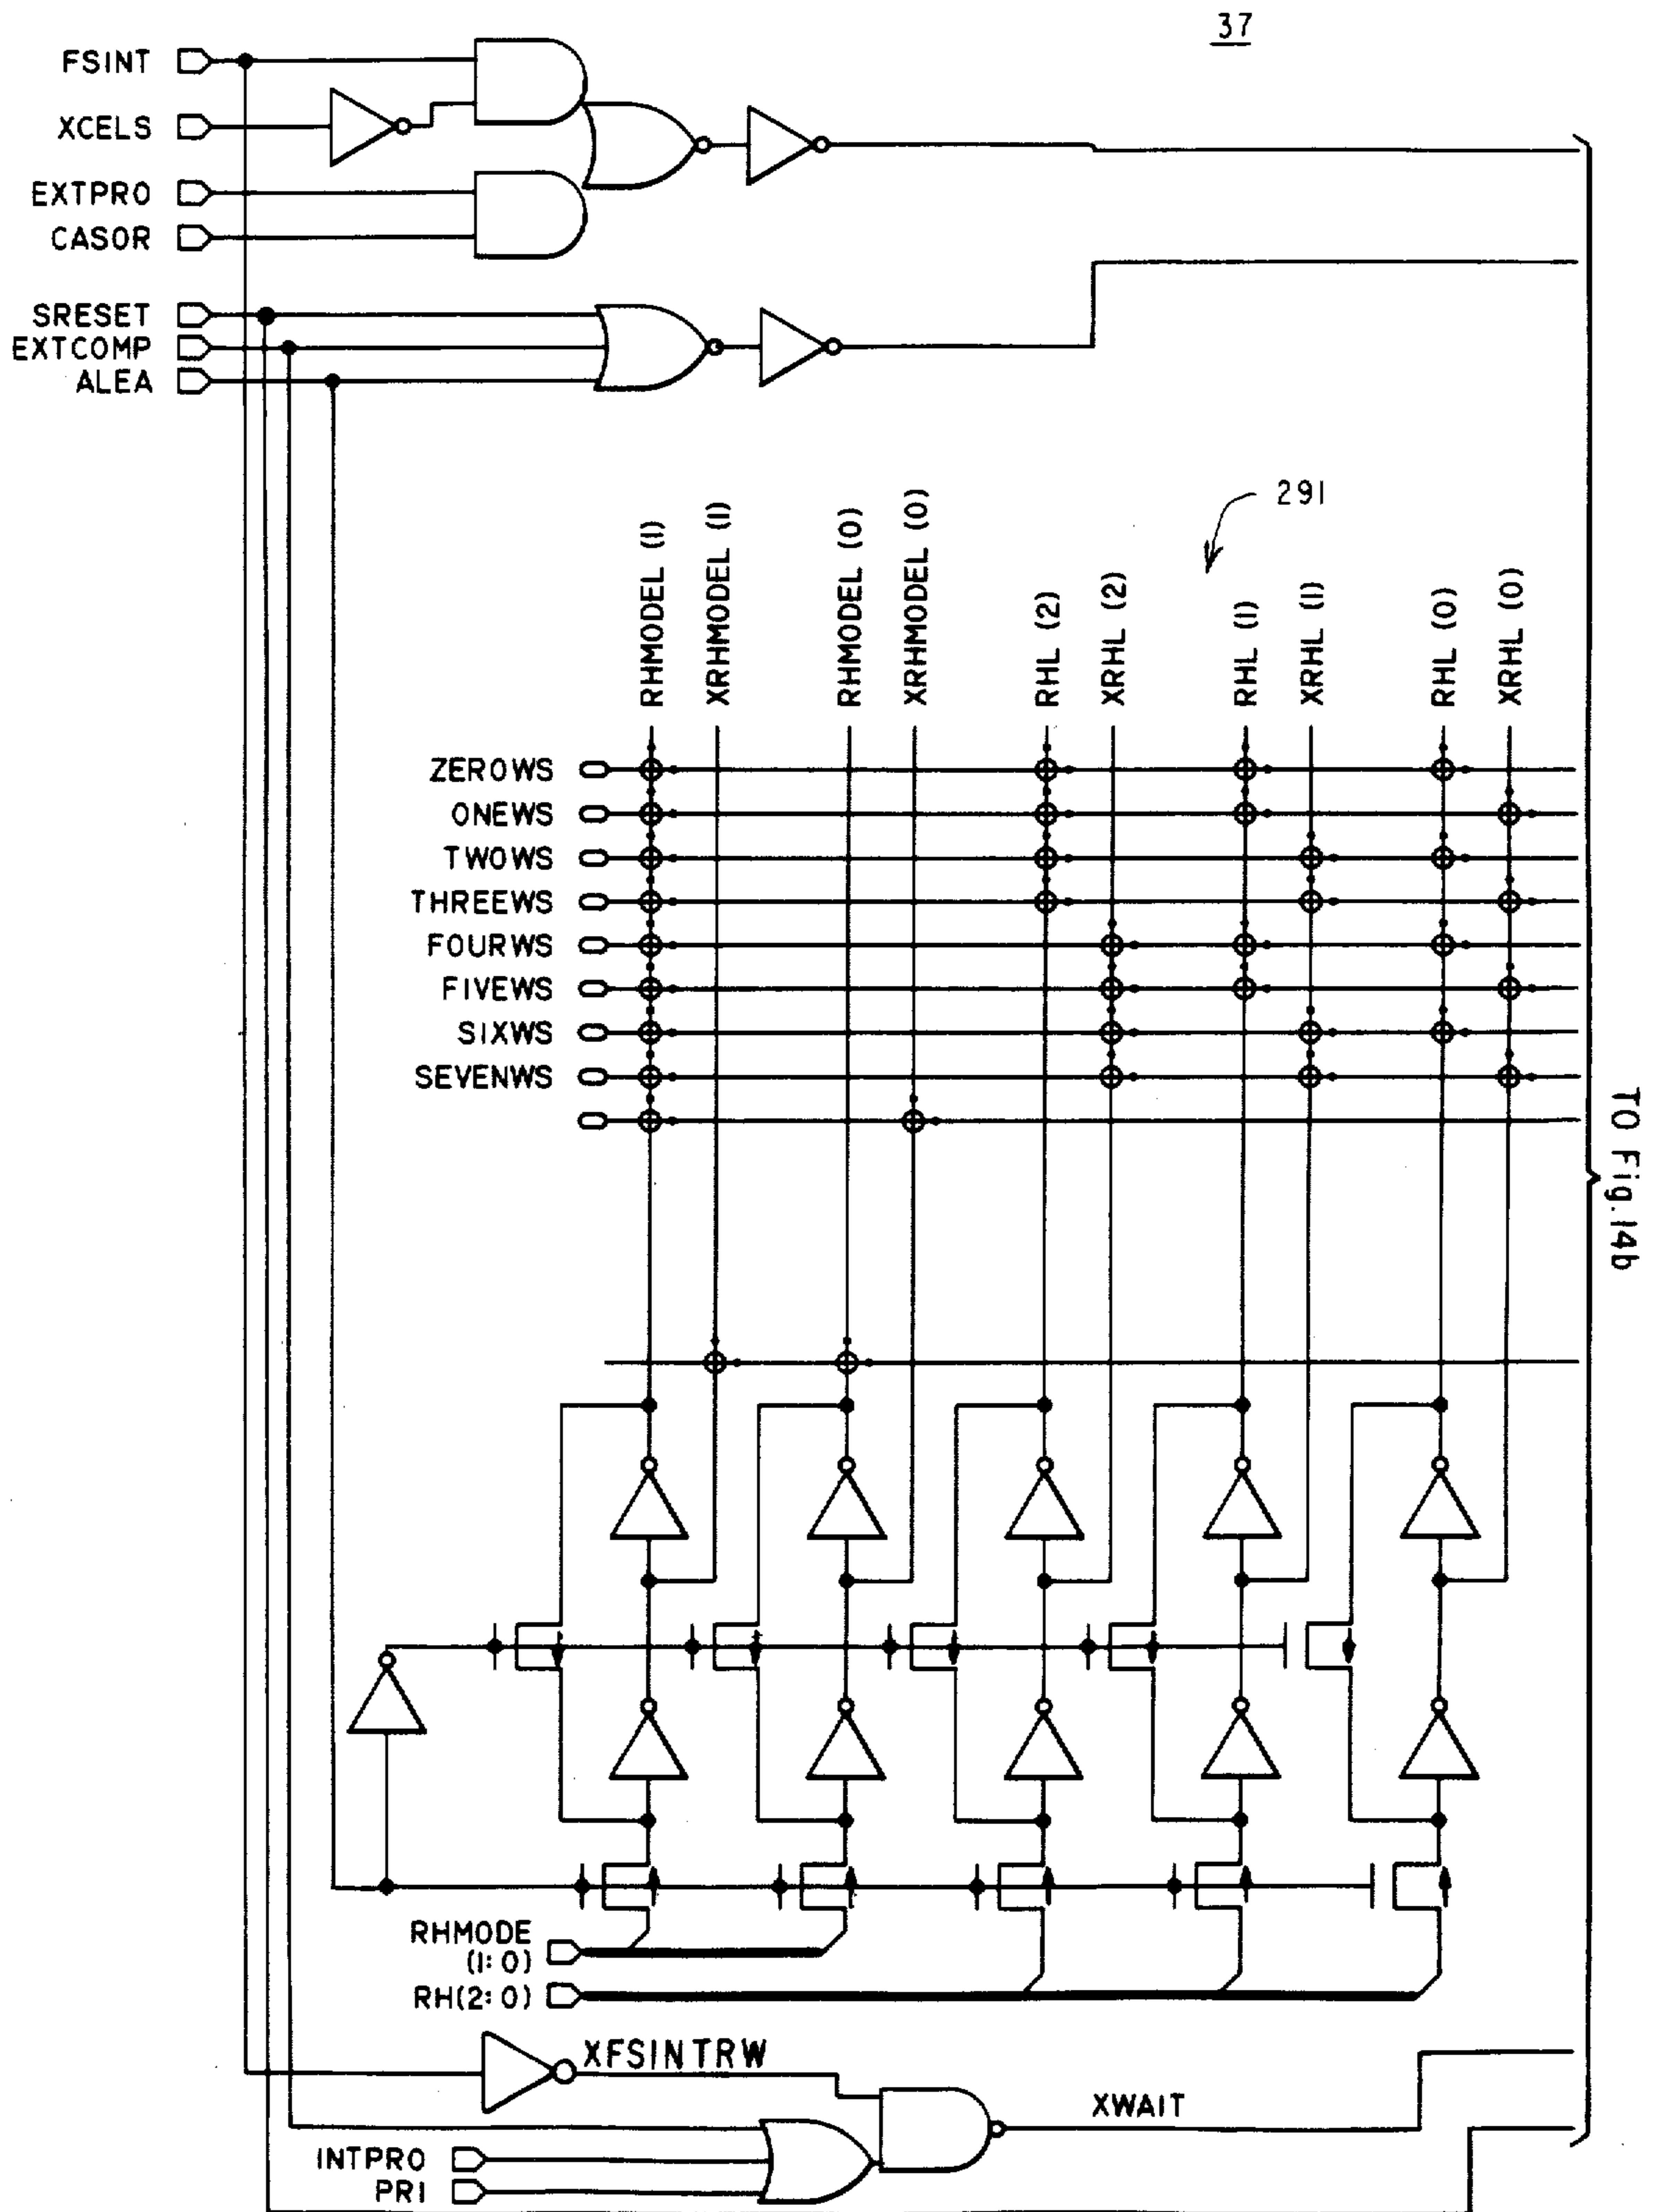 37
FSINT
XCELS
EXTPRO
CASOR
SRESET
EXTCOMP
ALEA
291
RHMODEL (1)
XRHMODEL (1)
RHMODEL (0)
XRHMODEL (0)
RHL (2)
XRHL (2)
RHL (1)
XRHL (1)
RHL (0)
XRHL (0)
ZEROWS
ONEWS
TWOWS
THREEWS
FOURWS
FIVEWS
SIXWS
SEVENWS
TO Fig.14b
RHMODE
(1:0)
RH(2:0)
XFSINTRW
XWAIT
INTPRO
PRI